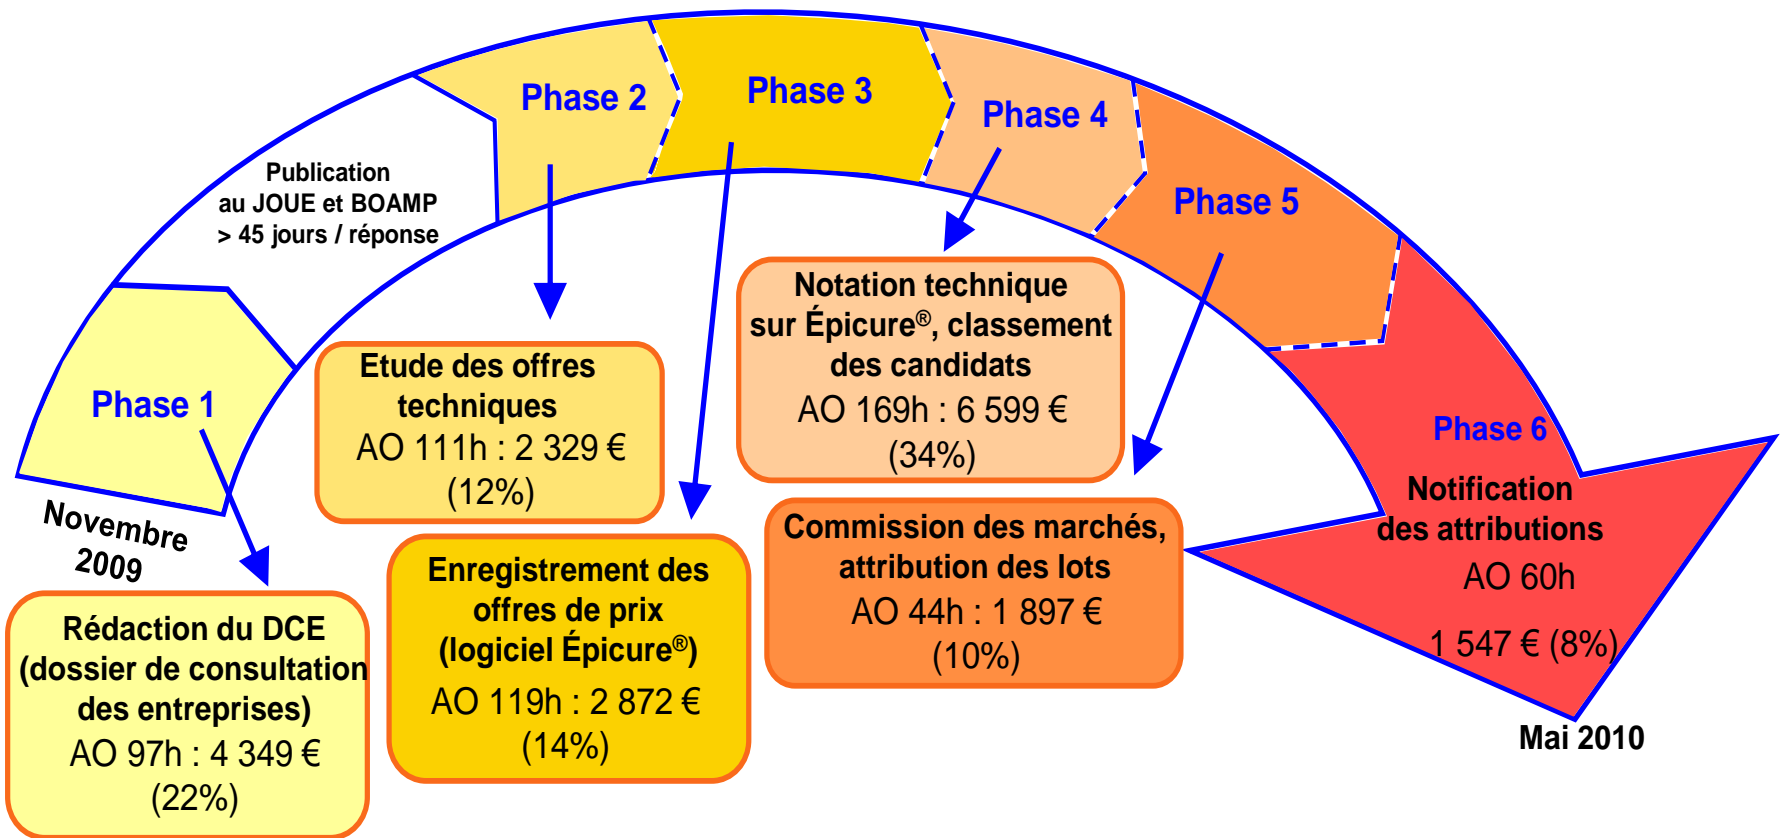 Phase 1
Publication
au JOUE et BOAMP
> 45 jours / réponse
Phase 2
Phase 3
Phase 4
Phase 5
Phase 6
Notification
des attributions
AO 60h
1 547 € (8%)
Novembre
2009
Mai 2010
Rédaction du DCE
(dossier de consultation
des entreprises)
AO 97h : 4 349 €
(22%)
Etude des offres
techniques
AO 111h : 2 329 €
(12%)
Enregistrement des
offres de prix
(logiciel Épicure®)
AO 119h : 2 872 €
(14%)
Notation technique
sur Épicure®, classement
des candidats
AO 169h : 6 599 €
(34%)
Commission des marchés,
attribution des lots
AO 44h : 1 897 €
(10%)